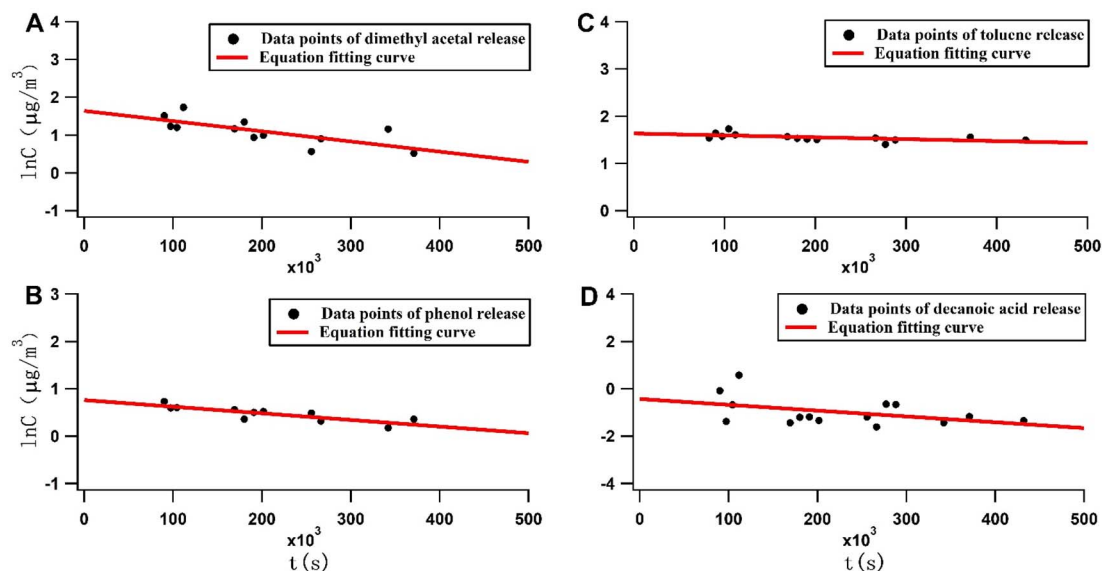 A
4
3
2
1
0
-1
lnC (μg/m³)
Data points of dimethyl acetal release
Equation fitting curve
0 100 200 300 400 500
x10³
C
4
2
0
Data points of toluene release
Equation fitting curve
0 100 200 300 400 500
x10³
B
3
2
1
0
-1
lnC (μg/m³)
Data points of phenol release
Equation fitting curve
0 100 200 300 400 500
x10³
t(s)
D
4
2
0
-2
-4
Data points of decanoic acid release
Equation fitting curve
0 100 200 300 400 500
x10³
t(s)